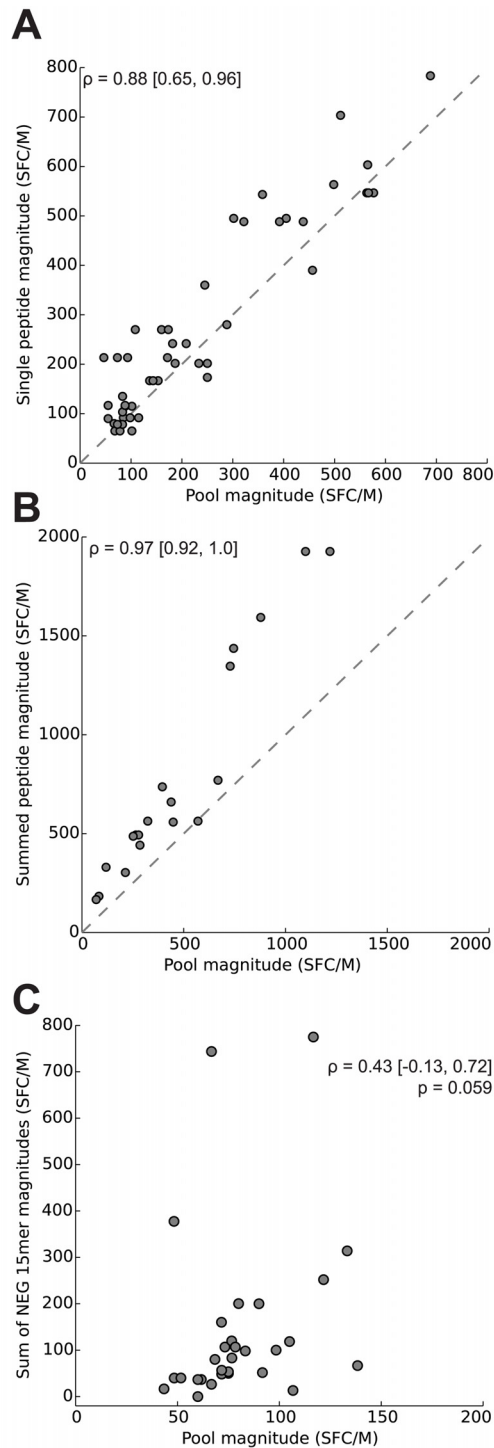 A
ρ = 0.88 [0.65, 0.96]
Single peptide magnitude (SFC/M)
800
700
600
500
400
300
200
100
0
0 100 200 300 400 500 600 700 800
Pool magnitude (SFC/M)
B
ρ = 0.97 [0.92, 1.0]
Summed peptide magnitude (SFC/M)
2000
1500
1000
500
0
0 500 1000 1500 2000
Pool magnitude (SFC/M)
C
ρ = 0.43 [-0.13, 0.72]
p = 0.059
Sum of NEG 15mer magnitudes (SFC/M)
800
700
600
500
400
300
200
100
0
0 50 100 150 200
Pool magnitude (SFC/M)